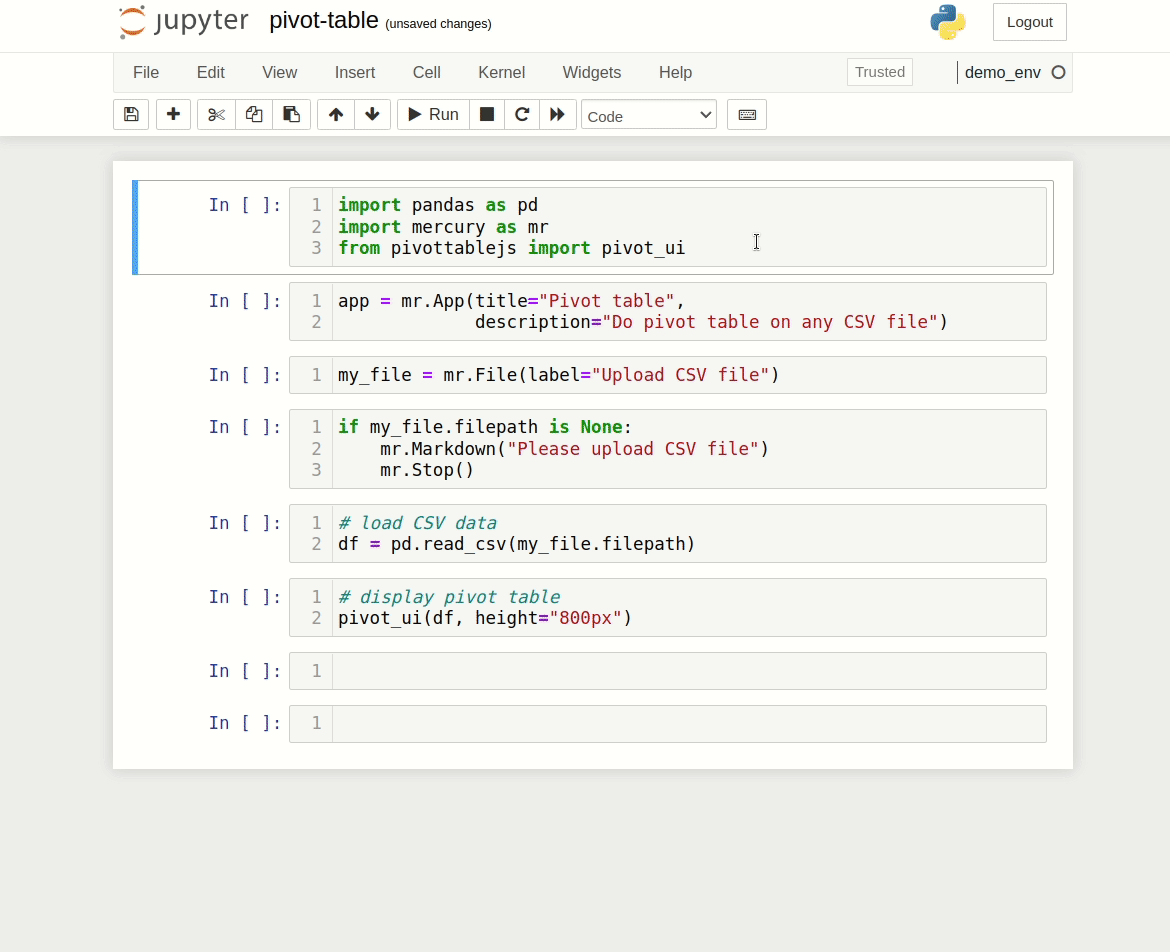 jupyter pivot-table (unsaved changes) Logout
File Edit View Insert Cell Kernel Widgets Help Trusted demo_env
Run Code
In [ ]: 1 import pandas as pd
2 import mercury as mr
3 from pivottablejs import pivot_ui
In [ ]: 1 app = mr.App(title="Pivot table",
2 description="Do pivot table on any CSV file")
In [ ]: 1 my_file = mr.File(label="Upload CSV file")
In [ ]: 1 if my_file.filepath is None:
2 mr.Markdown("Please upload CSV file")
3 mr.Stop()
In [ ]: 1 # load CSV data
2 df = pd.read_csv(my_file.filepath)
In [ ]: 1 # display pivot table
2 pivot_ui(df, height="800px")
In [ ]: 1
In [ ]: 1